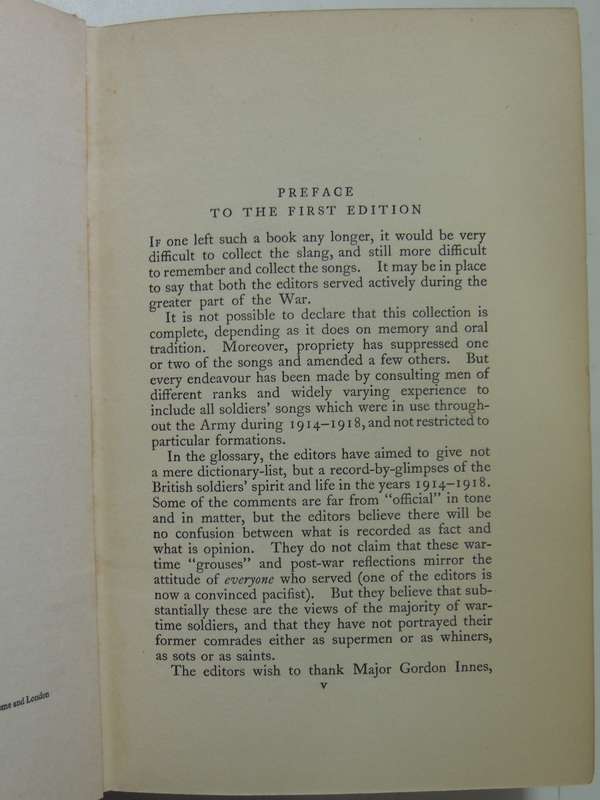 PREFACE
TO THE FIRST EDITION
IF one left such a book any longer, it would be very
difficult to collect the slang, and still more difficult
to remember and collect the songs. It may be in place
to say that both the editors served actively during the
greater part of the War.
It is not possible to declare that this collection is
complete, depending as it does on memory and oral
tradition. Moreover, propriety has suppressed one
or two of the songs and amended a few others. But
every endeavour has been made by consulting men of
different ranks and widely varying experience to
include all soldiers' songs which were in use through-
out the Army during 1914–1918, and not restricted to
particular formations.
In the glossary, the editors have aimed to give not
a mere dictionary-list, but a record-by-glimpses of the
British soldiers' spirit and life in the years 1914–1918.
Some of the comments are far from "official" in tone
and in matter, but the editors believe there will be
no confusion between what is recorded as fact and
what is opinion. They do not claim that these war-
time "grouses" and post-war reflections mirror the
attitude of everyone who served (one of the editors is
now a convinced pacifist). But they believe that sub-
stantially these are the views of the majority of war-
time soldiers, and that they have not portrayed their
former comrades either as supermen or as whiners,
as sots or as saints.
The editors wish to thank Major Gordon Innes,
v
and London